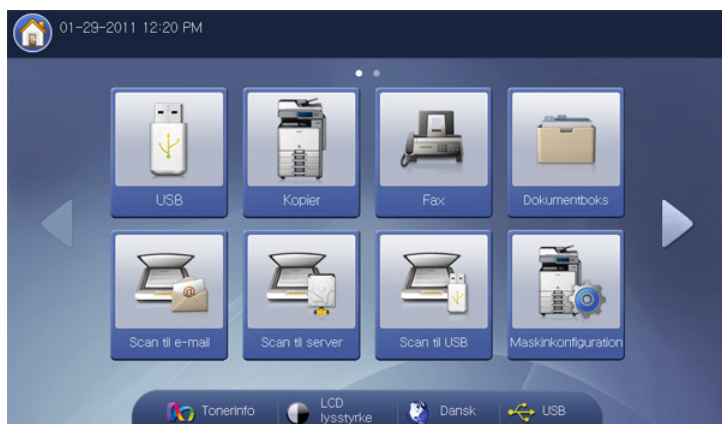 01-29-2011 12:20 PM
USB
Kopier
Fax
Dokumentboks
Scan til e-mail
Scan til server
Scan til USB
Maskinkonfiguration
Tonerinfo
LCD
lysstyrke
Dansk
USB